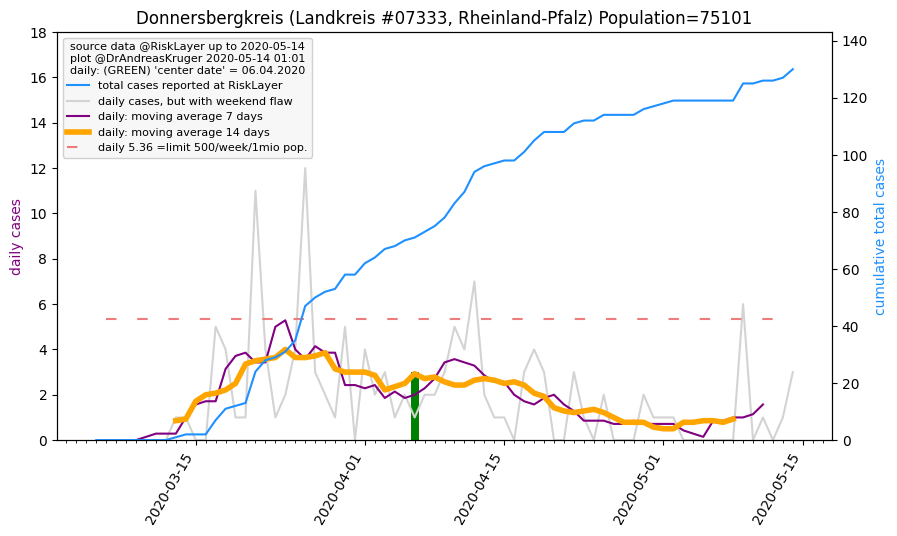 Donnersbergkreis (Landkreis #07333, Rheinland-Pfalz) Population=75101
source data @RiskLayer up to 2020-05-14
plot @DrAndreasKruger 2020-05-14 01:01
daily: (GREEN) 'center date' = 06.04.2020
total cases reported at RiskLayer
daily cases, but with weekend flaw
daily: moving average 7 days
daily: moving average 14 days
daily 5.36 =limit 500/week/1mio pop.
daily cases
18
16
14
12
10
8
6
4
2
0
140
120
100
80
60
40
20
0
cumulative total cases
2020-03-15
2020-04-01
2020-04-15
2020-05-01
2020-05-15